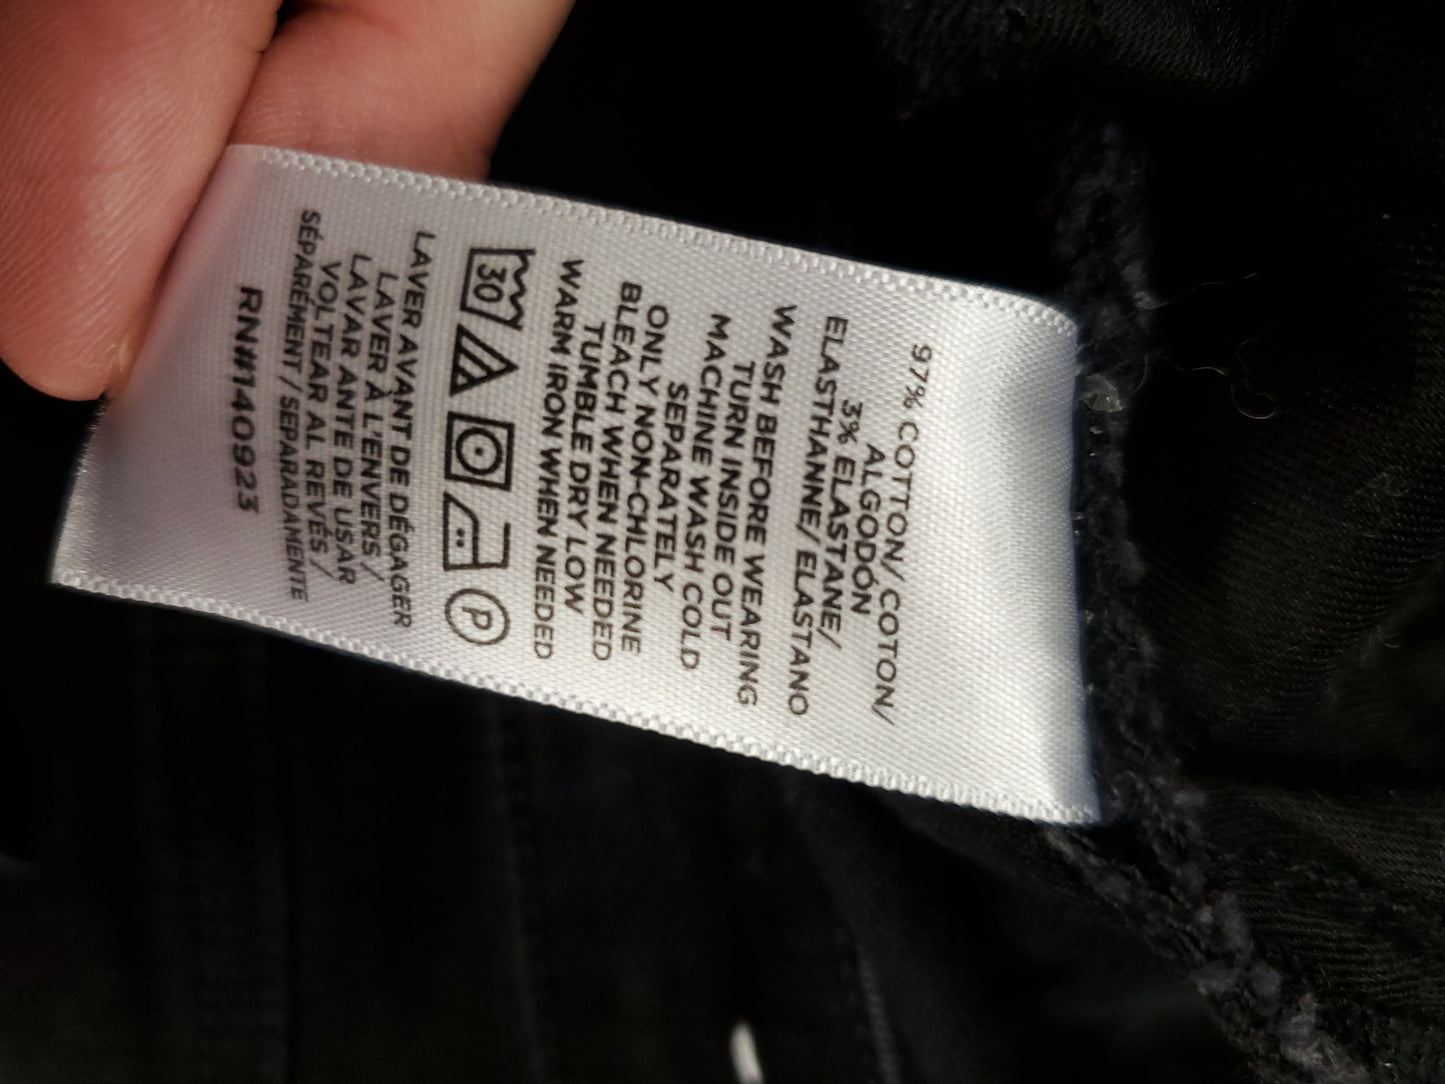 97% COTTON/ COTON/
ALGODÓN
3% ELASTANE/
ELASTHANNE/ ELASTANO
WASH BEFORE WEARING
TURN INSIDE OUT
MACHINE WASH COLD
SEPARATELY
ONLY NON-CHLORINE
BLEACH WHEN NEEDED
TUMBLE DRY LOW
WARM IRON WHEN NEEDED
30 P
LAVER AVANT DE DÉGAGER
LAVER À L'ENVERS /
LAVAR ANTE DE USAR
VOLTEAR AL REVÉS /
SÉPARÉMENT / SEPARADAMENTE
RN#140923